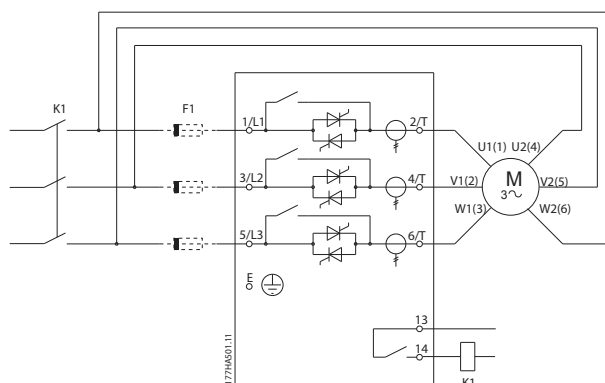 K1
F1
1/L1
2/T
U1(1) U2(4)
3/L2
4/T
V1(2)
M
3~
V2(5)
W1(3)
W2(6)
5/L3
6/T
E
13
14
K1
177HA501.11